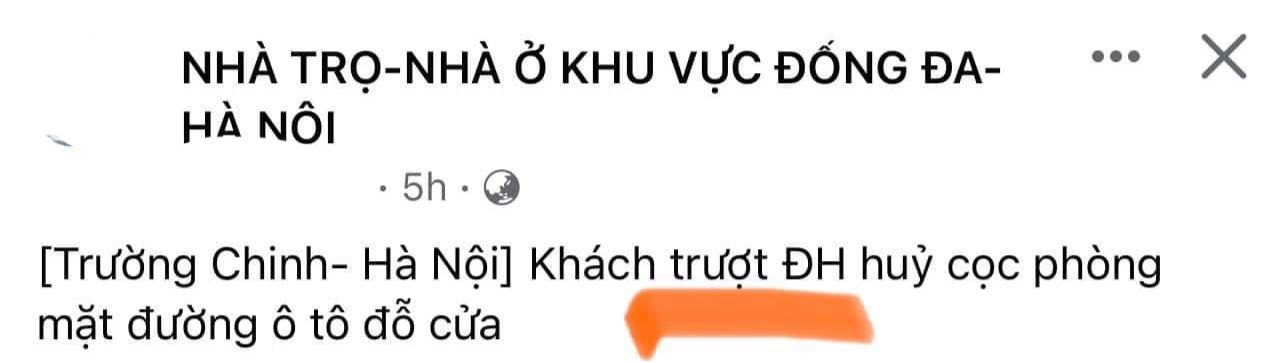 NHÀ TRỌ-NHÀ Ở KHU VỰC ĐỐNG ĐA-
HÀ NÔI
· 5h ·
[Trường Chinh- Hà Nội] Khách trượt ĐH huỷ cọc phòng
mặt đường ô tô đỗ cửa